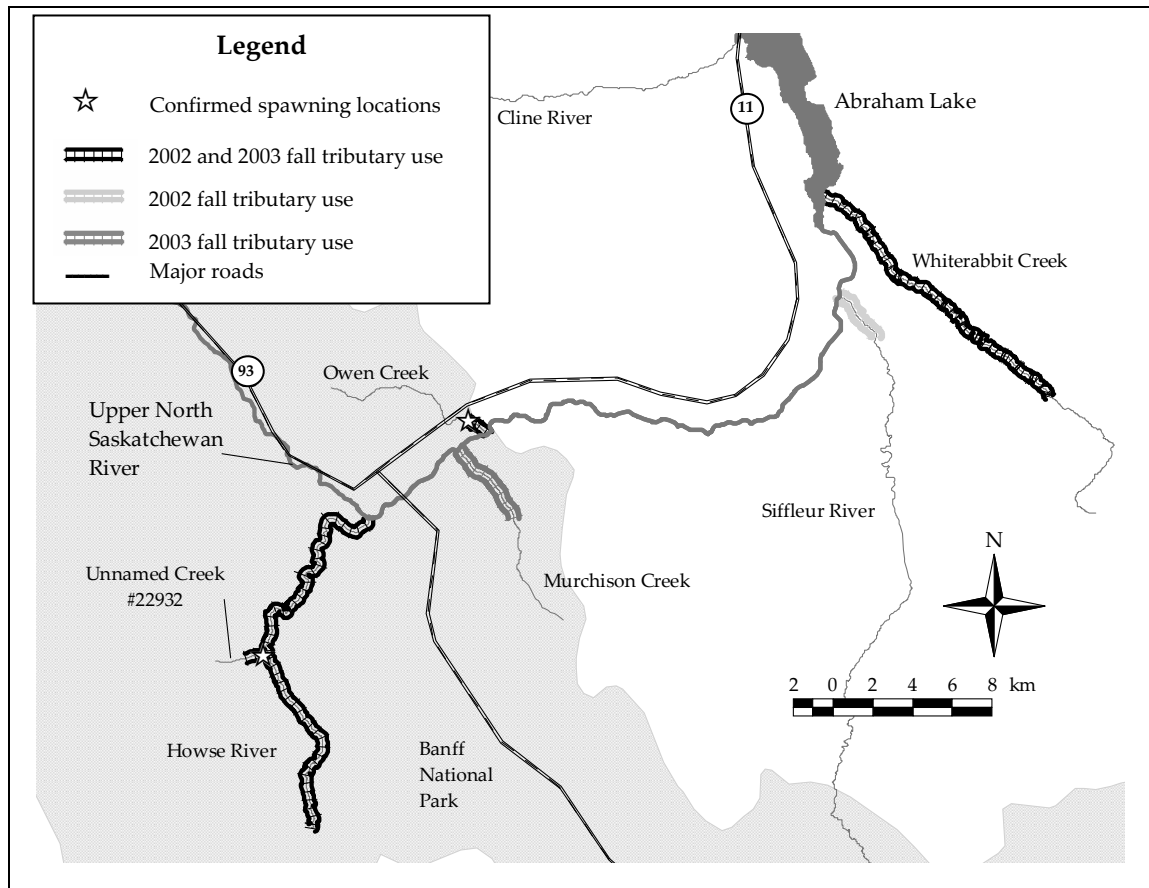 Legend
Confirmed spawning locations
2002 and 2003 fall tributary use
2002 fall tributary use
2003 fall tributary use
Major roads
Cline River
11
Abraham Lake
Whiterabbit Creek
Owen Creek
93
Upper North
Saskatchewan
River
Siffleur River
Murchison Creek
Unnamed Creek
#22932
N
2 0 2 4 6 8 km
Howse River
Banff
National
Park